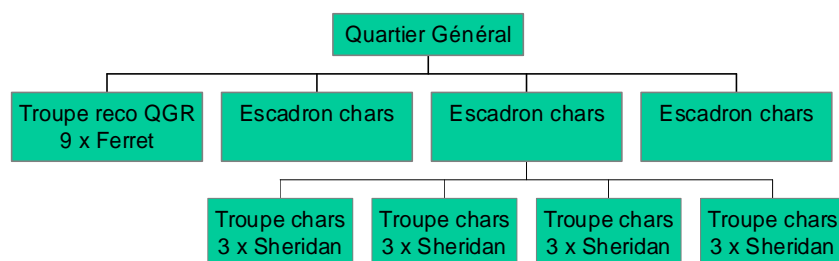 Quartier Général
Troupe reco QGR
9 x Ferret
Escadron chars
Escadron chars
Escadron chars
Troupe chars
3 x Sheridan
Troupe chars
3 x Sheridan
Troupe chars
3 x Sheridan
Troupe chars
3 x Sheridan